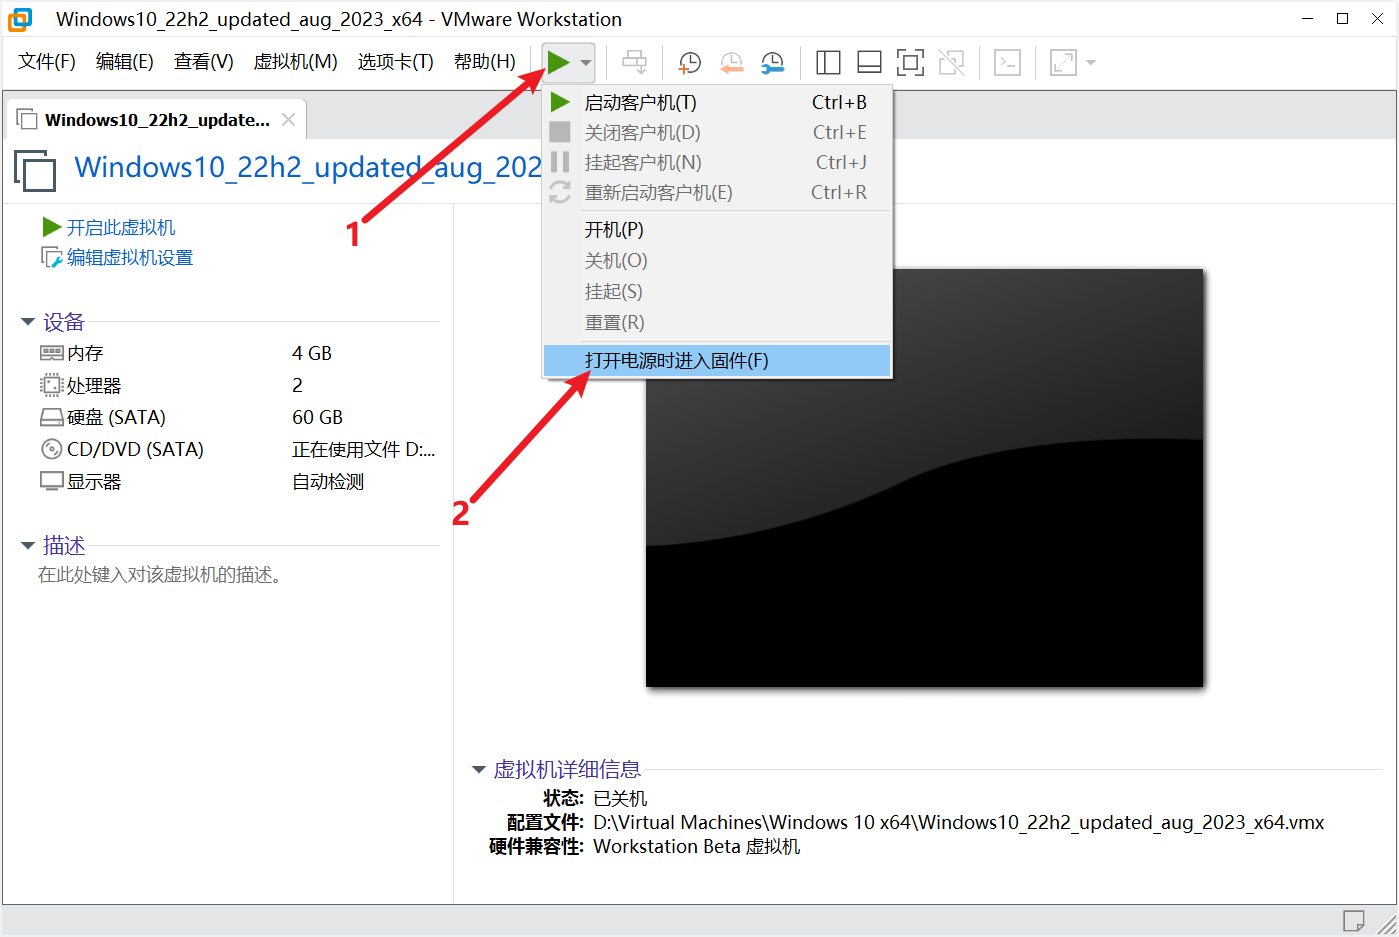 Windows10_22h2_updated_aug_2023_x64 - VMware Workstation
文件(F) 编辑(E) 查看(V) 虚拟机(M) 选项卡(T) 帮助(H)
Windows10_22h2_update...
Windows10_22h2_updated_aug_202
启动客户机(T) Ctrl+B
关闭客户机(D) Ctrl+E
挂起客户机(N) Ctrl+J
重新启动客户机(E) Ctrl+R
开机(P)
关机(O)
挂起(S)
重置(R)
打开电源时进入固件(F)
1
2
开启此虚拟机
编辑虚拟机设置
设备
内存 4 GB
处理器 2
硬盘 (SATA) 60 GB
CD/DVD (SATA) 正在使用文件 D:...
显示器 自动检测
描述
在此处键入对该虚拟机的描述。
虚拟机详细信息
状态: 已关机
配置文件: D:\Virtual Machines\Windows 10 x64\Windows10_22h2_updated_aug_2023_x64.vmx
硬件兼容性: Workstation Beta 虚拟机